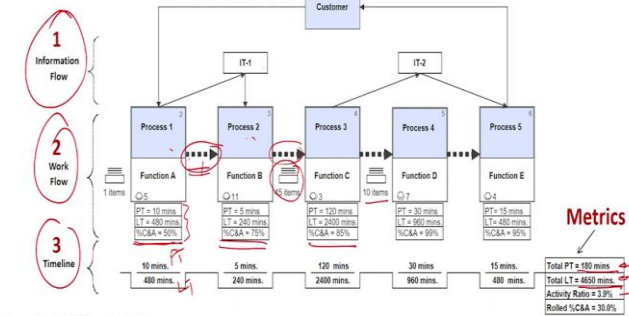 Customer
1
Information
Flow
IT-1
IT-2
2
3
4
5
Process 1
Process 2
Process 3
Process 4
Process 5
2
Work
Flow
1 items
Function A
Function B
Function C
Function D
Function E
15 items
10 items
5
11
3
7
4
PT = 10 mins
LT = 480 mins
%C&A = 50%
PT = 5 mins
LT = 240 mins
%C&A = 75%
PT = 120 mins
LT = 2400 mins
%C&A = 85%
PT = 30 mins
LT = 960 mins
%C&A = 99%
PT= 15 mins
LT= 480 mins
%C&A = 95%
Metrics
3
Timeline
10 mins.
5 mins.
120 mins
30 mins
15 mins.
PT
480 mins.
240 mins.
2400 mins.
960 mins.
480 mins.
LT
Total PT = 180 mins
Total LT = 4650 mins.
Activity Ratio = 3.9%
Rolled %C&A = 30.0%